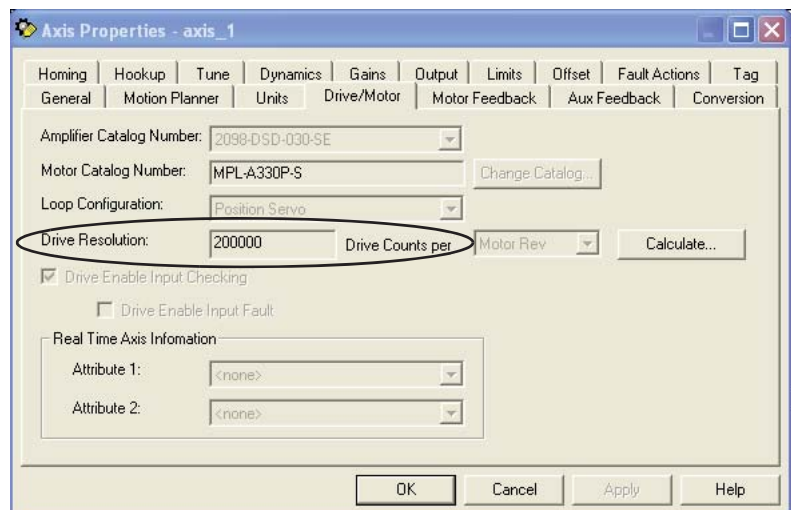 Axis Properties - axis_1
Homing Hookup Tune Dynamics Gains Output Limits Offset Fault Actions Tag
General Motion Planner Units Drive/Motor Motor Feedback Aux Feedback Conversion
Amplifier Catalog Number: 2098-DSD-030-SE
Motor Catalog Number: MPL-A330P-S Change Catalog...
Loop Configuration: Position Servo
Drive Resolution: 200000 Drive Counts per Motor Rev Calculate...
Drive Enable Input Checking
Drive Enable Input Fault
Real Time Axis Infomation
Attribute 1: <none>
Attribute 2: <none>
OK Cancel Apply Help